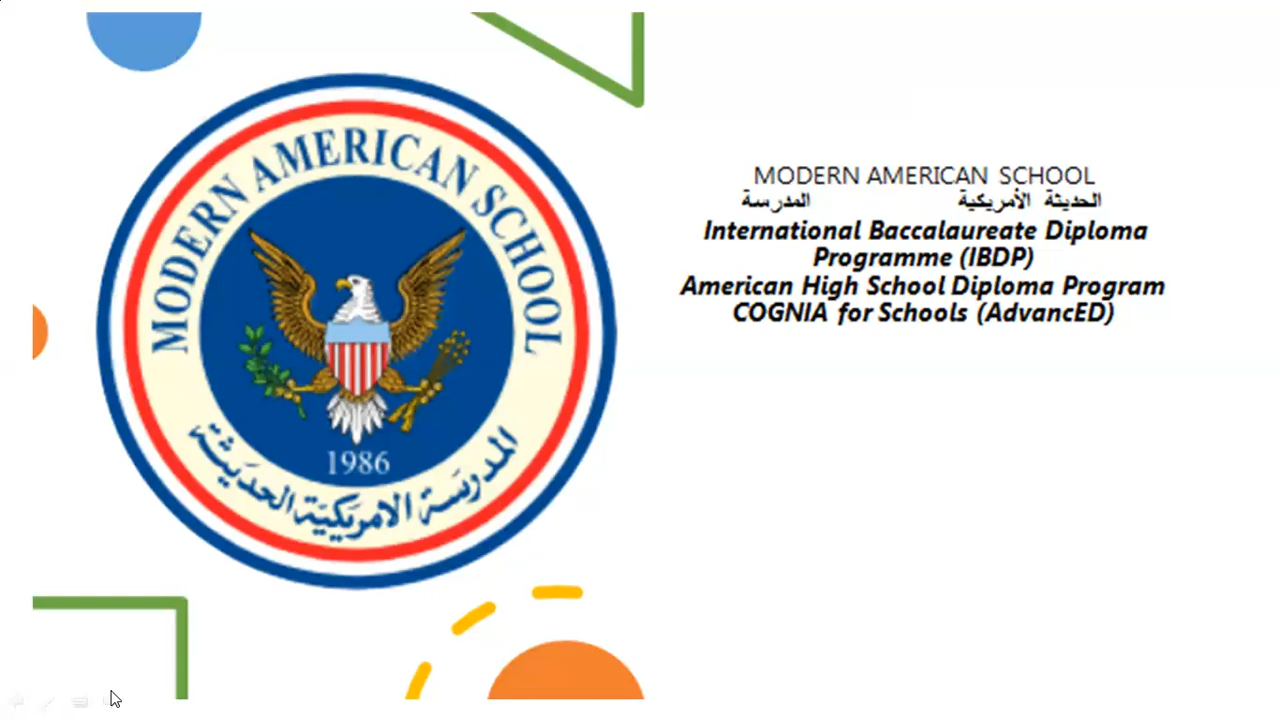 MODERN AMERICAN SCHOOL
1986
المدرسة الامريكية الحديثة
MODERN AMERICAN SCHOOL
المدرسة الحديثة الأمريكية
International Baccalaureate Diploma
Programme (IBDP)
American High School Diploma Program
COGNIA for Schools (AdvancED)